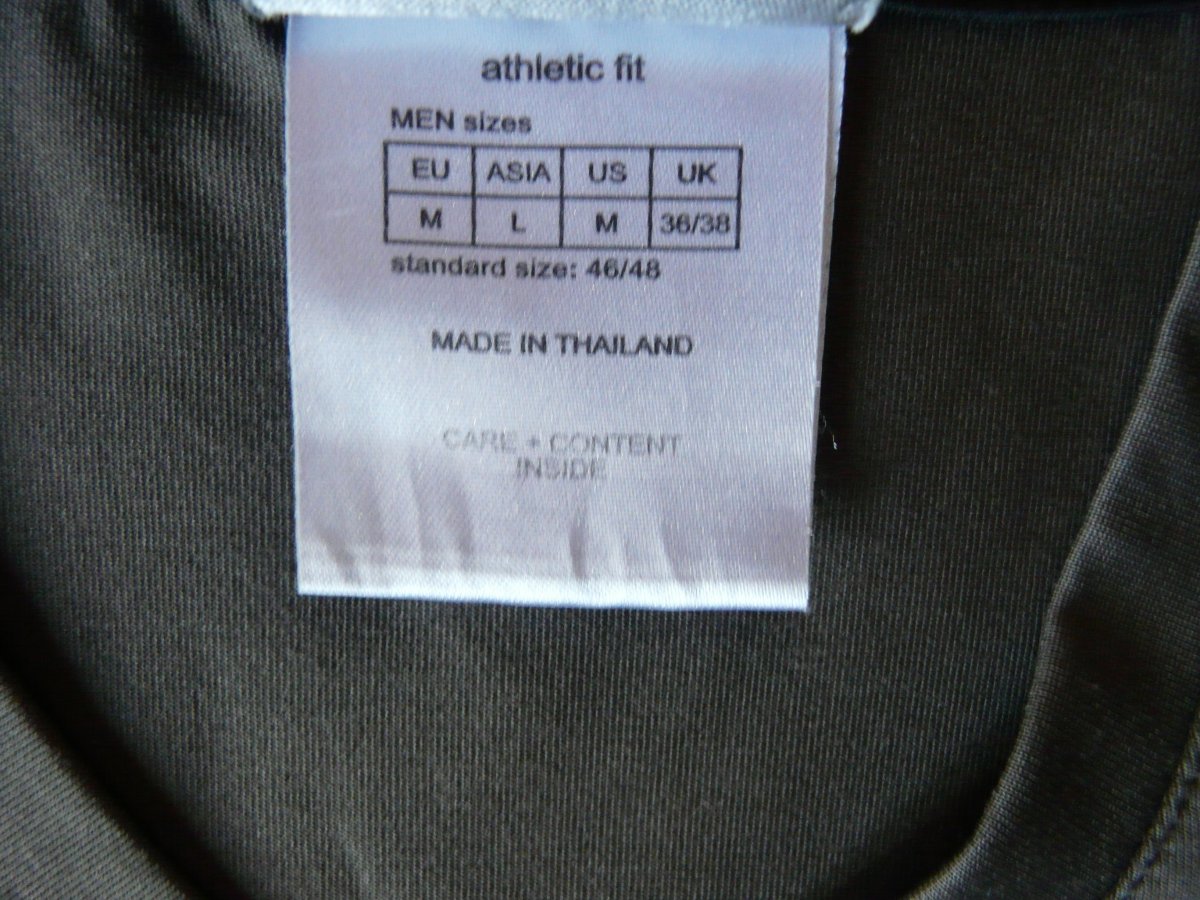 athletic fit
MEN sizes
EU ASIA US UK
M L M 36/38
standard size: 46/48
MADE IN THAILAND
CARE + CONTENT
INSIDE